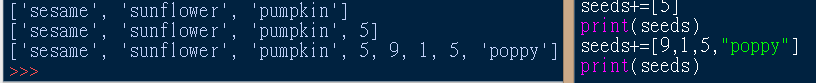 ['sesame', 'sunflower', 'pumpkin']
['sesame', 'sunflower', 'pumpkin', 5]
['sesame', 'sunflower', 'pumpkin', 5, 9, 1, 5, 'poppy']
>>>
seeds+=[5]
print(seeds)
seeds+=[9,1,5,"poppy"]
print(seeds)